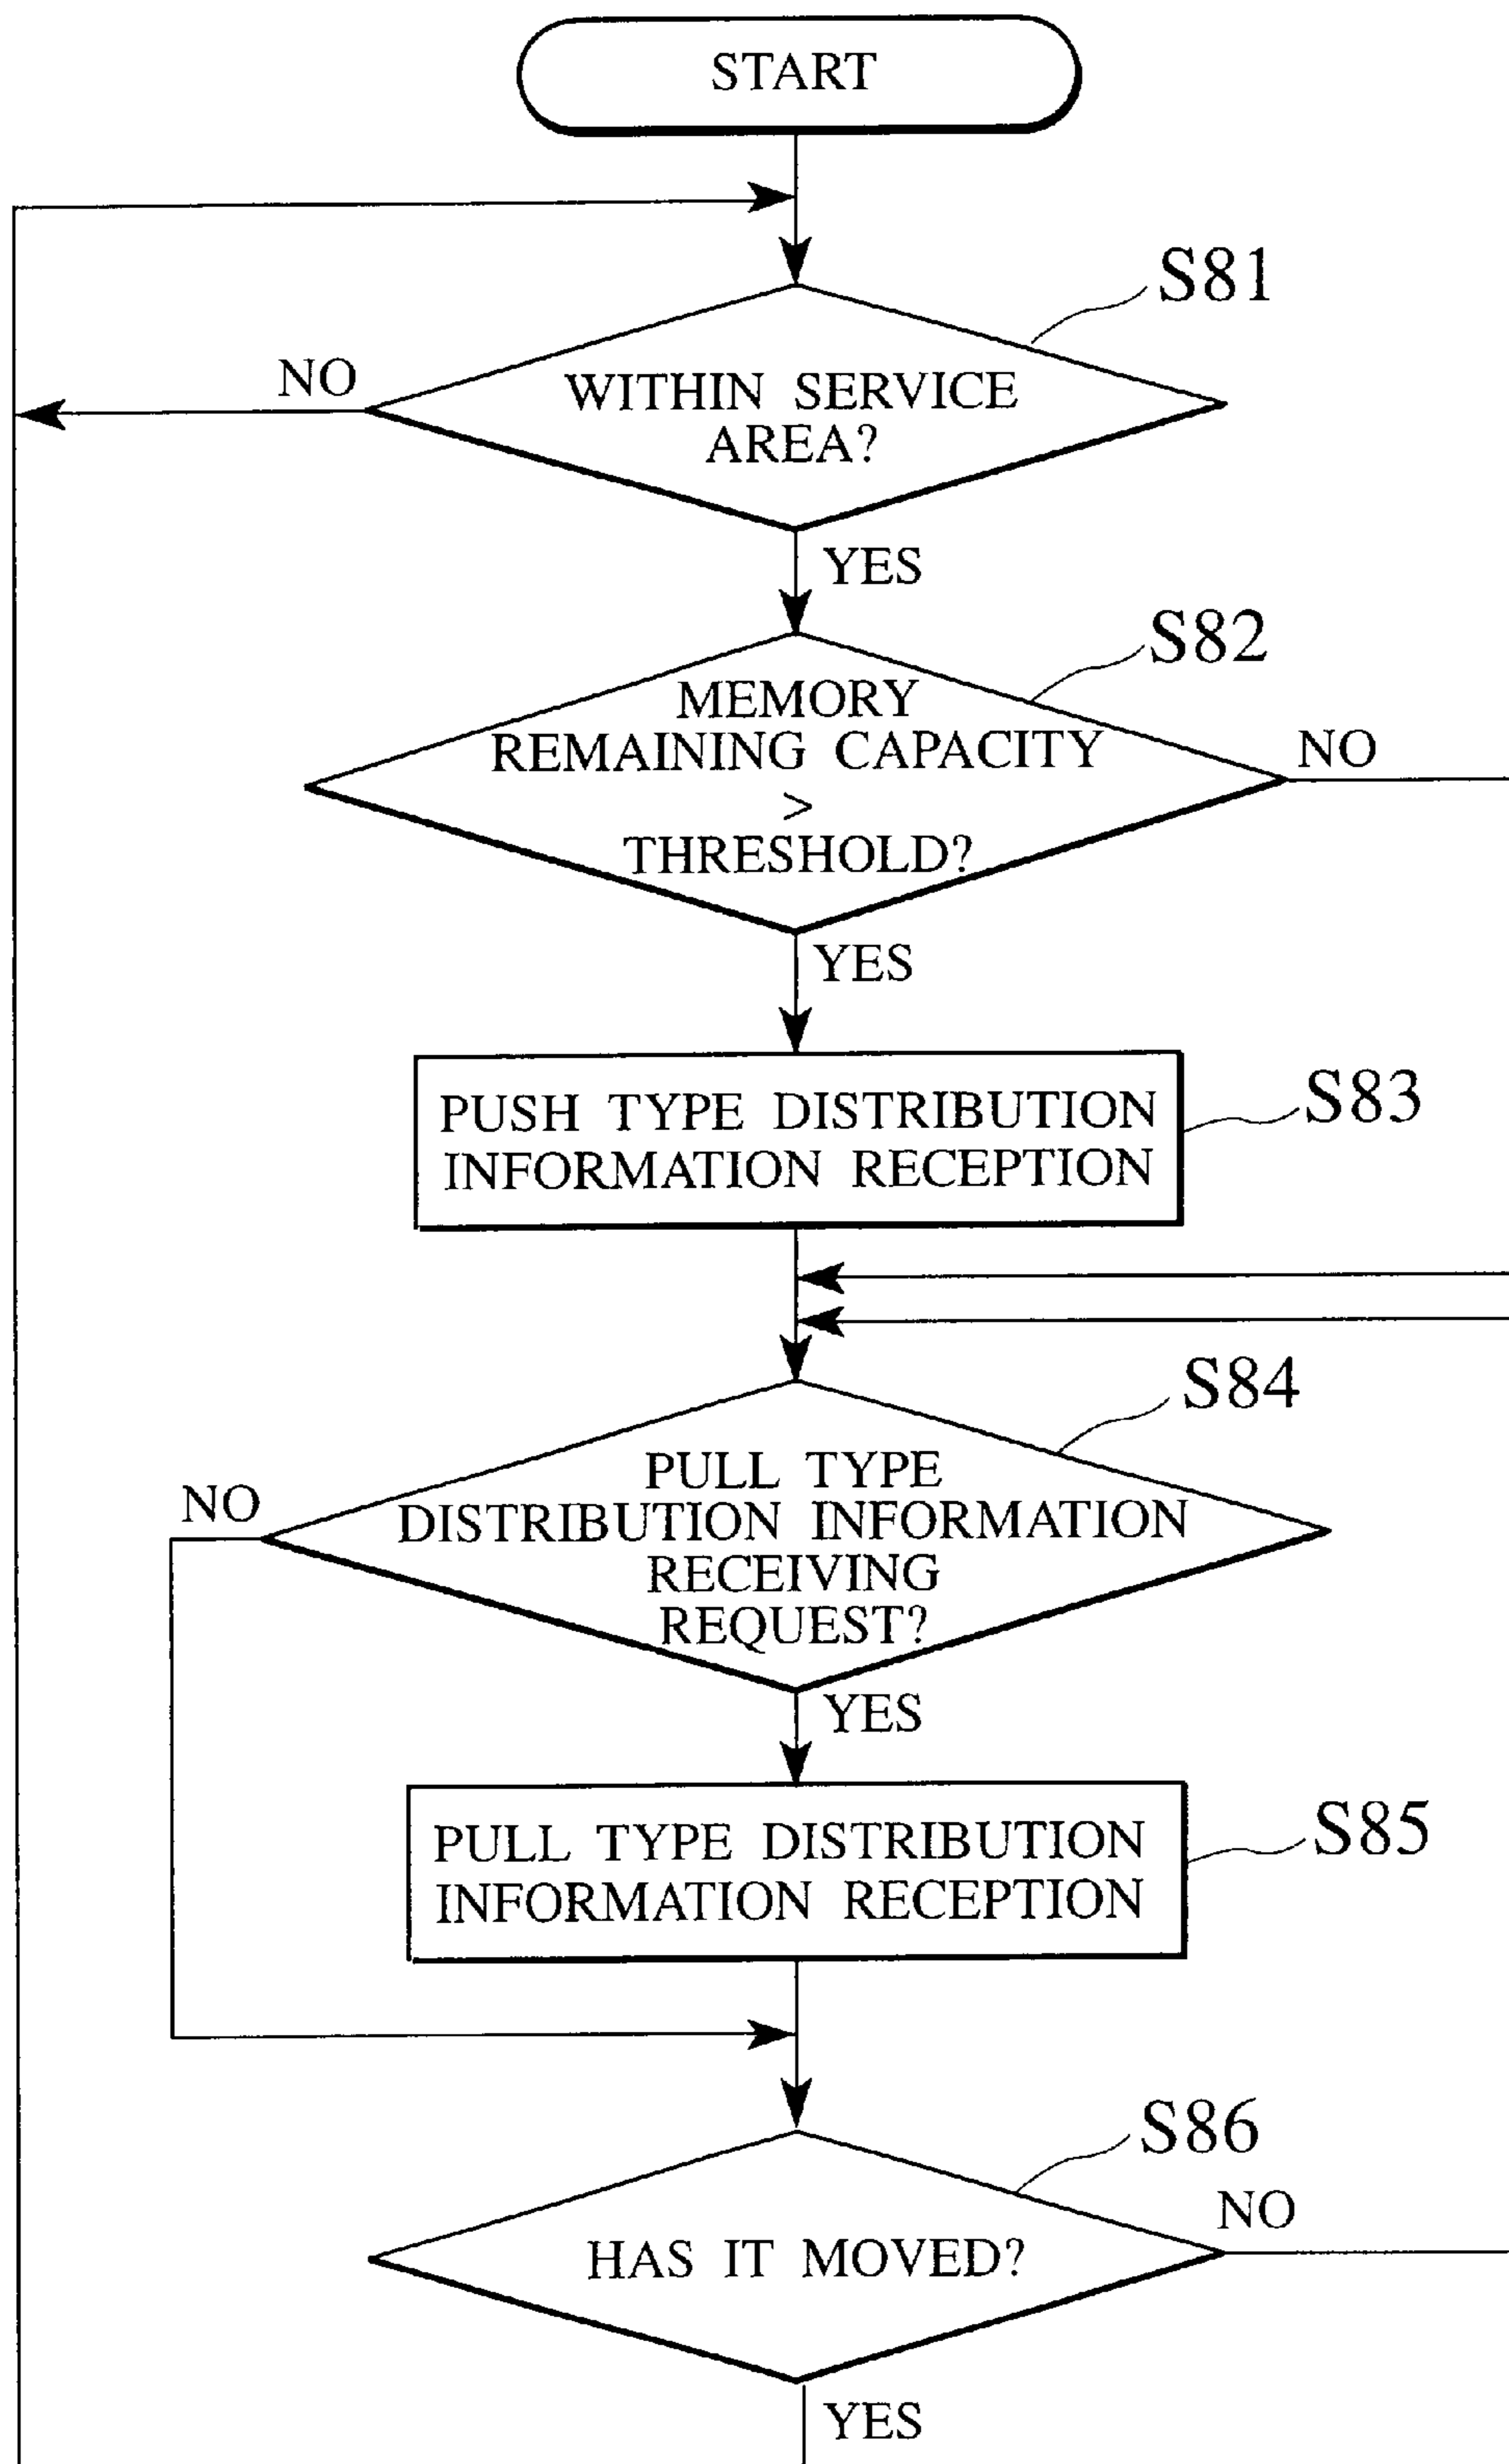 START
S81
NO
WITHIN SERVICE
AREA?
YES
S82
MEMORY
REMAINING CAPACITY
>
THRESHOLD?
NO
YES
S83
PUSH TYPE DISTRIBUTION
INFORMATION RECEPTION
S84
NO
PULL TYPE
DISTRIBUTION INFORMATION
RECEIVING
REQUEST?
YES
S85
PULL TYPE DISTRIBUTION
INFORMATION RECEPTION
S86
NO
HAS IT MOVED?
YES